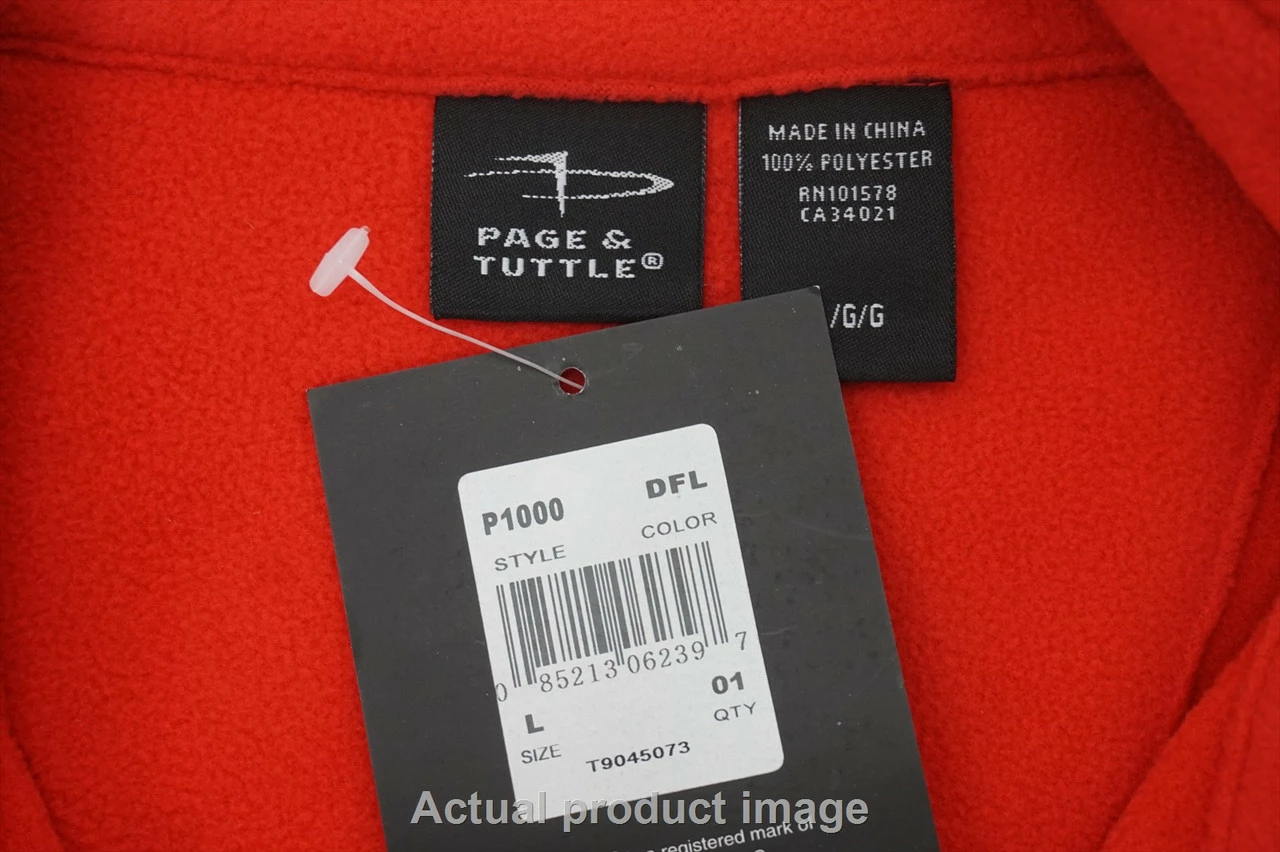 PAGE &
TUTTLE®
MADE IN CHINA
100% POLYESTER
RN101578
CA34021
/G/G
P1000
STYLE
DFL
COLOR
0 85213 06239 7
L
SIZE
01
QTY
T9045073
Actual product image
registered mark of